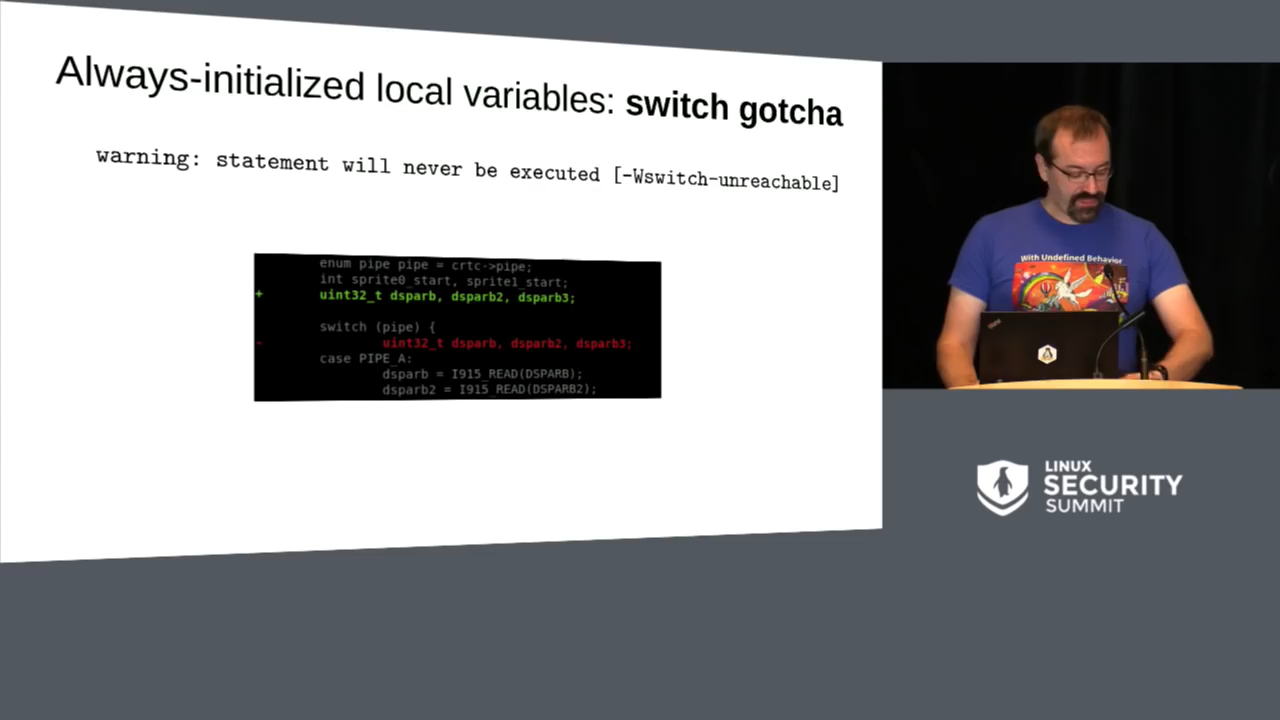 Always-initialized local variables: switch gotcha
warning: statement will never be executed [-Wswitch-unreachable]
enum pipe pipe = crtc->pipe;
int sprite0_start, sprite1_start;
+ uint32_t dsparb, dsparb2, dsparb3;
switch (pipe) {
- uint32_t dsparb, dsparb2, dsparb3;
case PIPE_A:
dsparb = I915_READ(DSPARB);
dsparb2 = I915_READ(DSPARB2);
With Undefined Behavior
LINUX
SECURITY
SUMMIT